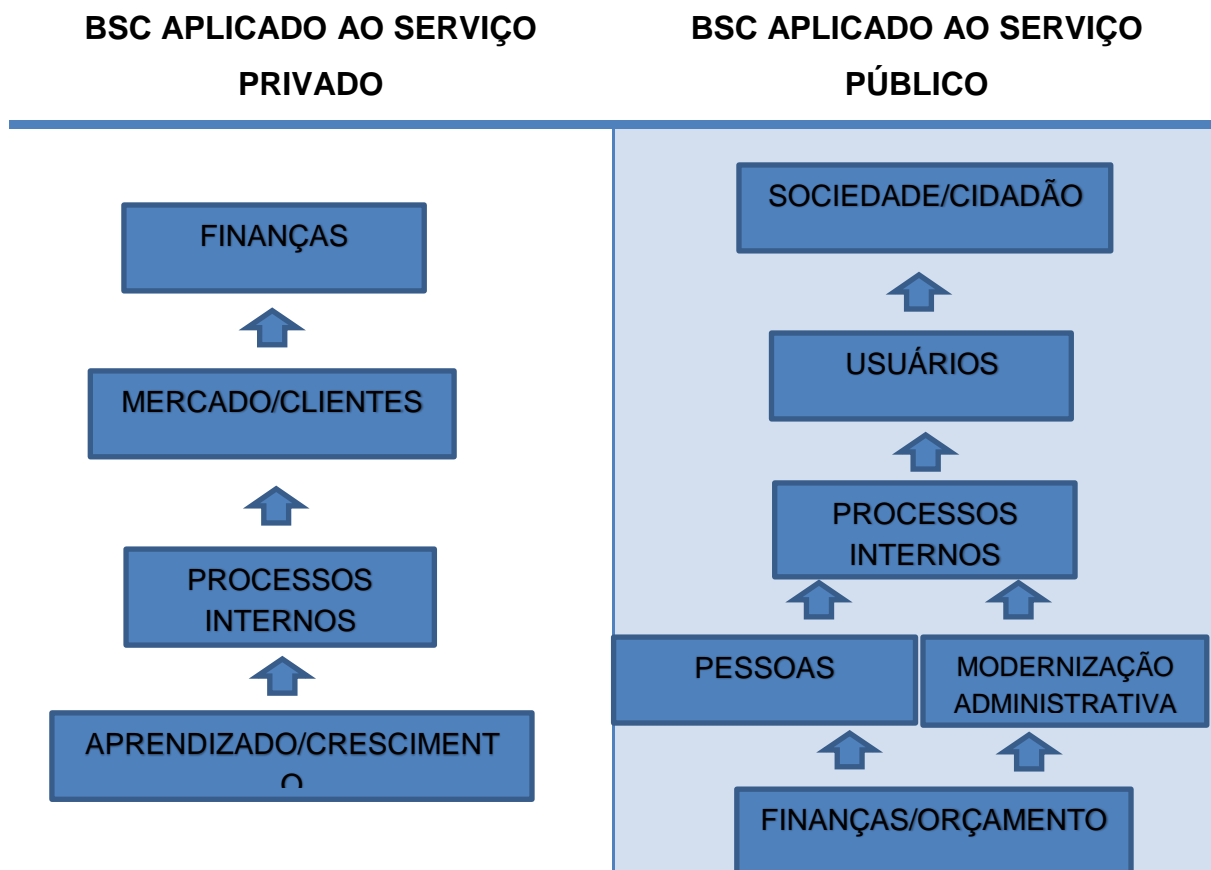 BSC APLICADO AO SERVIÇO
PRIVADO
BSC APLICADO AO SERVIÇO
PÚBLICO
FINANÇAS
MERCADO/CLIENTES
PROCESSOS
INTERNOS
APRENDIZADO/CRESCIMENT
O
SOCIEDADE/CIDADÃO
USUÁRIOS
PROCESSOS
INTERNOS
PESSOAS
MODERNIZAÇÃO
ADMINISTRATIVA
FINANÇAS/ORÇAMENTO